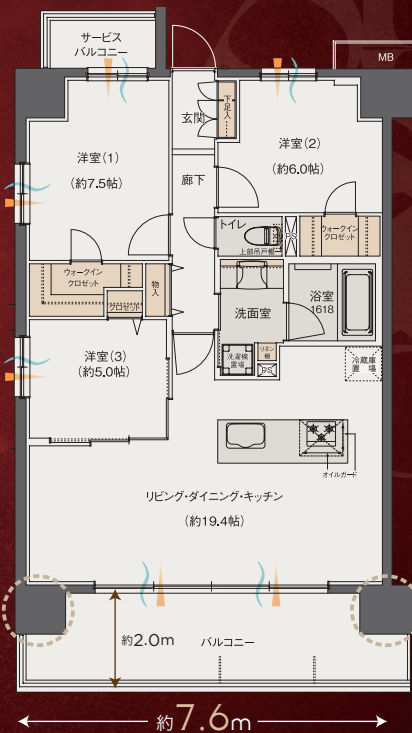 サービス
バルコニー
MB
玄関
下足入
洋室(1)
(約7.5帖)
洋室(2)
(約6.0帖)
廊下
トイレ
上部吊戸棚
PS
ウォークイン
クロゼット
ウォークイン
クロゼット
クロゼット
物入
洗面室
浴室
1618
洋室(3)
(約5.0帖)
洗濯機
置場
リネン
棚
PS
冷蔵庫
置場
オイルガード
リビング・ダイニング・キッチン
(約19.4帖)
約2.0m
バルコニー
約7.6m